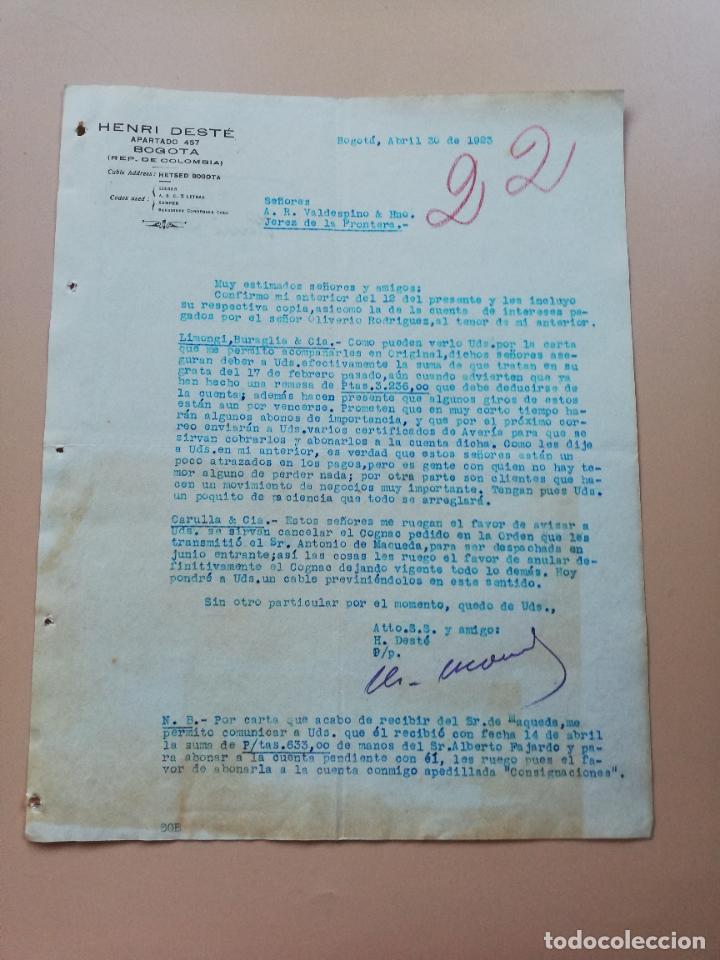 HENRI DESTÉ
APARTADO 457
BOGOTA
(REP. DE COLOMBIA)
Cable Address: HETSED BOGOTA
Codes used:
LIEBER
A. B. C. 5 LETRAS
BENTLEY
22
Bogotá, Abril 30 de 1923
Señores
A. R. Valdespino & Hno.
Jerez de la Frontera.-
Muy estimados señores y amigos:
Confirmo mi anterior del 12 del presente y les incluyo
su respectiva copia,asicomo la de la cuenta de intereses pa-
gados por el señor Oliverio Rodriguez,al tenor de mi anterior.
Limongi,Buraglia & Cia.- Como pueden verlo Uds.por la carta
que me permito acompañarles en Original,dichos señores ase-
guran deber a Uds.efectivamente la suma de que tratan en su
grata del 17 de febrero pasado,aún cuando advierten que ya
han hecho una remesa de Ptas.3.236,00 que debe deducirse de
la cuenta; además hacen presente que algunos giros de estos
están aun por vencerse. Prometen que en muy corto tiempo ha-
rán algunos abonos de importancia, y que por el próximo cor-
reo enviarán a Uds.varios certificados de Avería para que se
sirvan cobrarlos y abonarlos a la cuenta dicha. Como les dije
a Uds.en mi anterior, es verdad que estos señores están un
poco atrazados en los pagos,pero es gente con quien no hay te-
mor alguno de perder nada; por otra parte son clientes que ha-
cen un movimiento de negocios muy importante. Tengan pues Uds.
un poquito de paciencia que todo se arreglará.
Carulla & Cia.- Estos señores me ruegan el favor de avisar a
Uds. se sirvan cancelar el Cognac pedido en la Orden que les
transmitió el Sr. Antonio de Maqueda,para ser despachada en
junio entrante;así las cosas les ruego el favor de anular de-
finitivamente el Cognac dejando vigente todo lo demás. Hoy
pondré a Uds.un cable previniéndolos en este sentido.
Sin otro particular por el momento, quedo de Uds.,
Atto.S.S. y amigo:
H. Desté
P/p.
N. B.- Por carta que acabo de recibir del Sr.de Maqueda,me
permito comunicar a Uds. que él recibió con fecha 14 de abril
la suma de P/tas.633,00 de manos del Sr.Alberto Fajardo y pa-
ra abonar a la cuenta pendiente con él, les ruego pues el fa-
vor de abonarla a la cuenta conmigo apedillada "Consignaciones".
todocoleccion